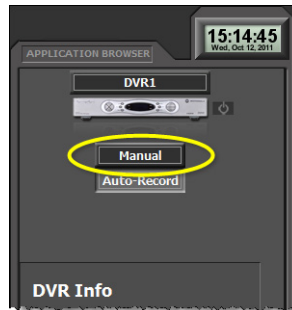 15:14:45
Wed, Oct 12, 2011
APPLICATION BROWSER
DVR1
Manual
Auto-Record
DVR Info